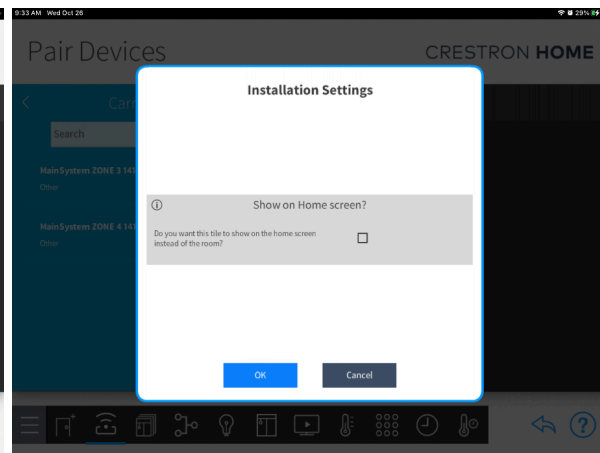 9:33 AM Wed Oct 26
29%
Pair Devices
CRESTRON HOME
Installation Settings
Search
MainSystem ZONE 3 141
Other
Show on Home screen?
MainSystem ZONE 4 141
Other
Do you want this tile to show on the home screen
instead of the room?
OK
Cancel